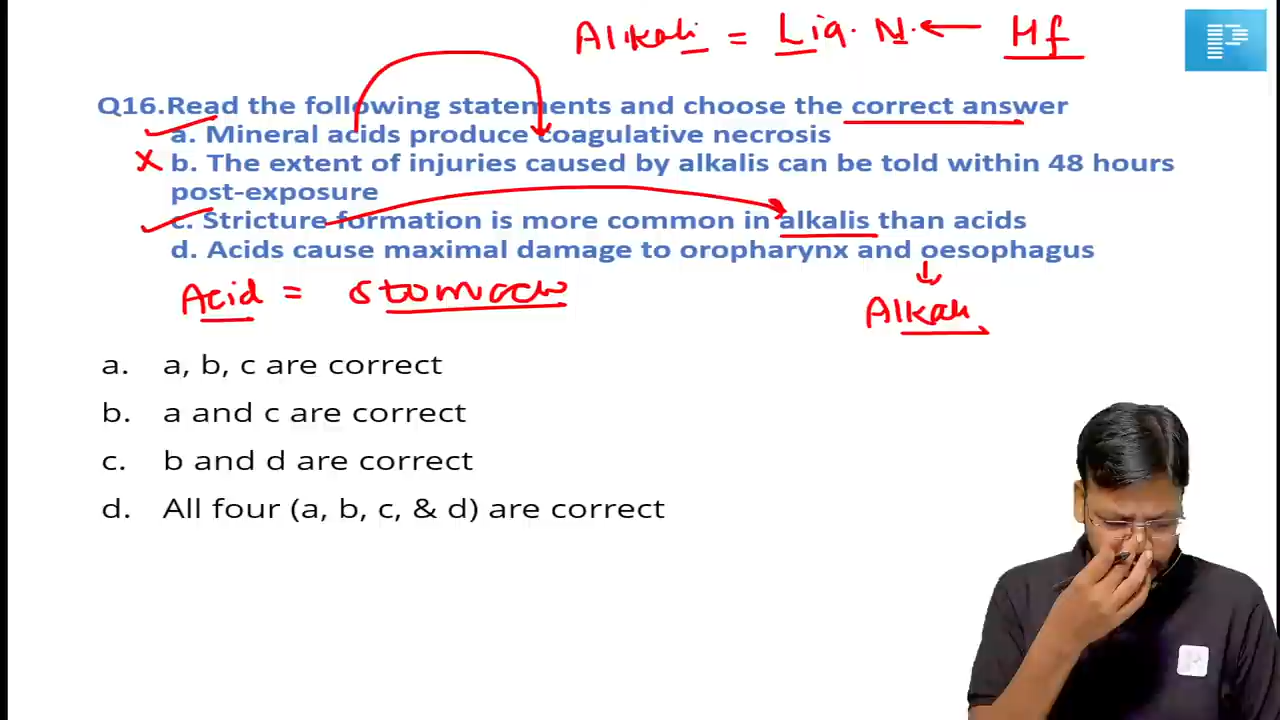 Alkali = Liq. N. ← Hf
Q16.Read the following statements and choose the correct answer
a. Mineral acids produce coagulative necrosis
x b. The extent of injuries caused by alkalis can be told within 48 hours
post-exposure
c. Stricture formation is more common in alkalis than acids
d. Acids cause maximal damage to oropharynx and oesophagus
Acid = stomach
Alkali
a. a, b, c are correct
b. a and c are correct
c. b and d are correct
d. All four (a, b, c, & d) are correct